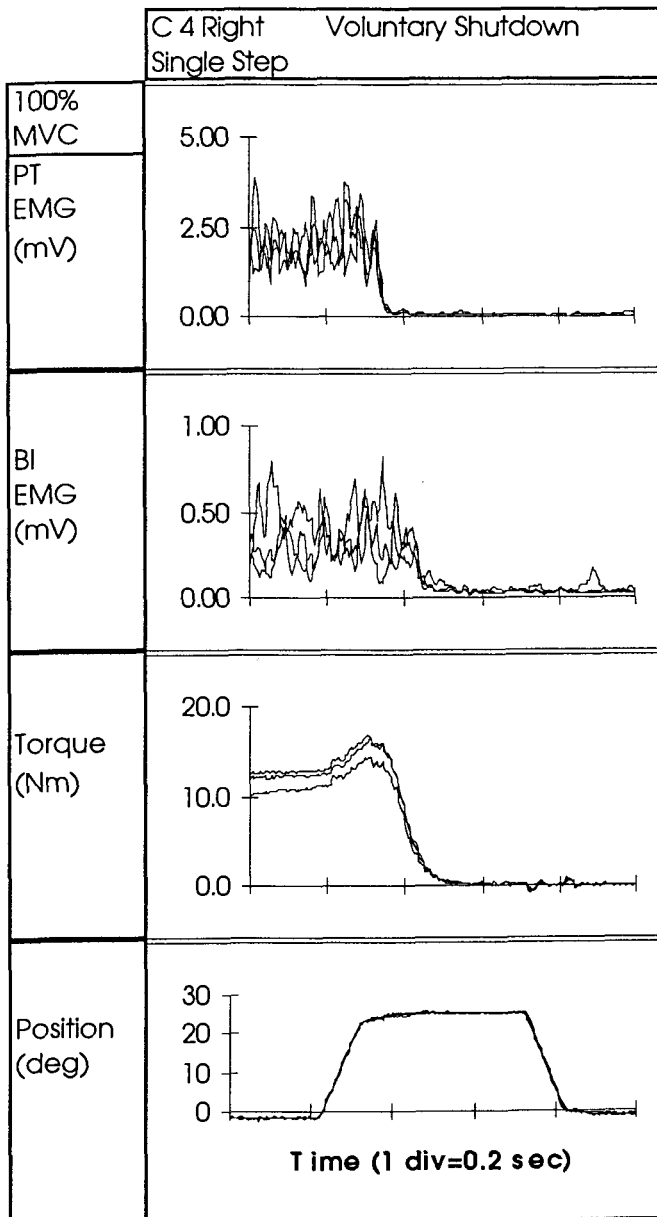 C 4 Right Voluntary Shutdown
Single Step
100%
MVC
PT
EMG
(mV)
5.00
2.50
0.00
BI
EMG
(mV)
1.00
0.50
0.00
Torque
(Nm)
20.0
10.0
0.0
Position
(deg)
30
20
10
0
Time (1 div=0.2 sec)